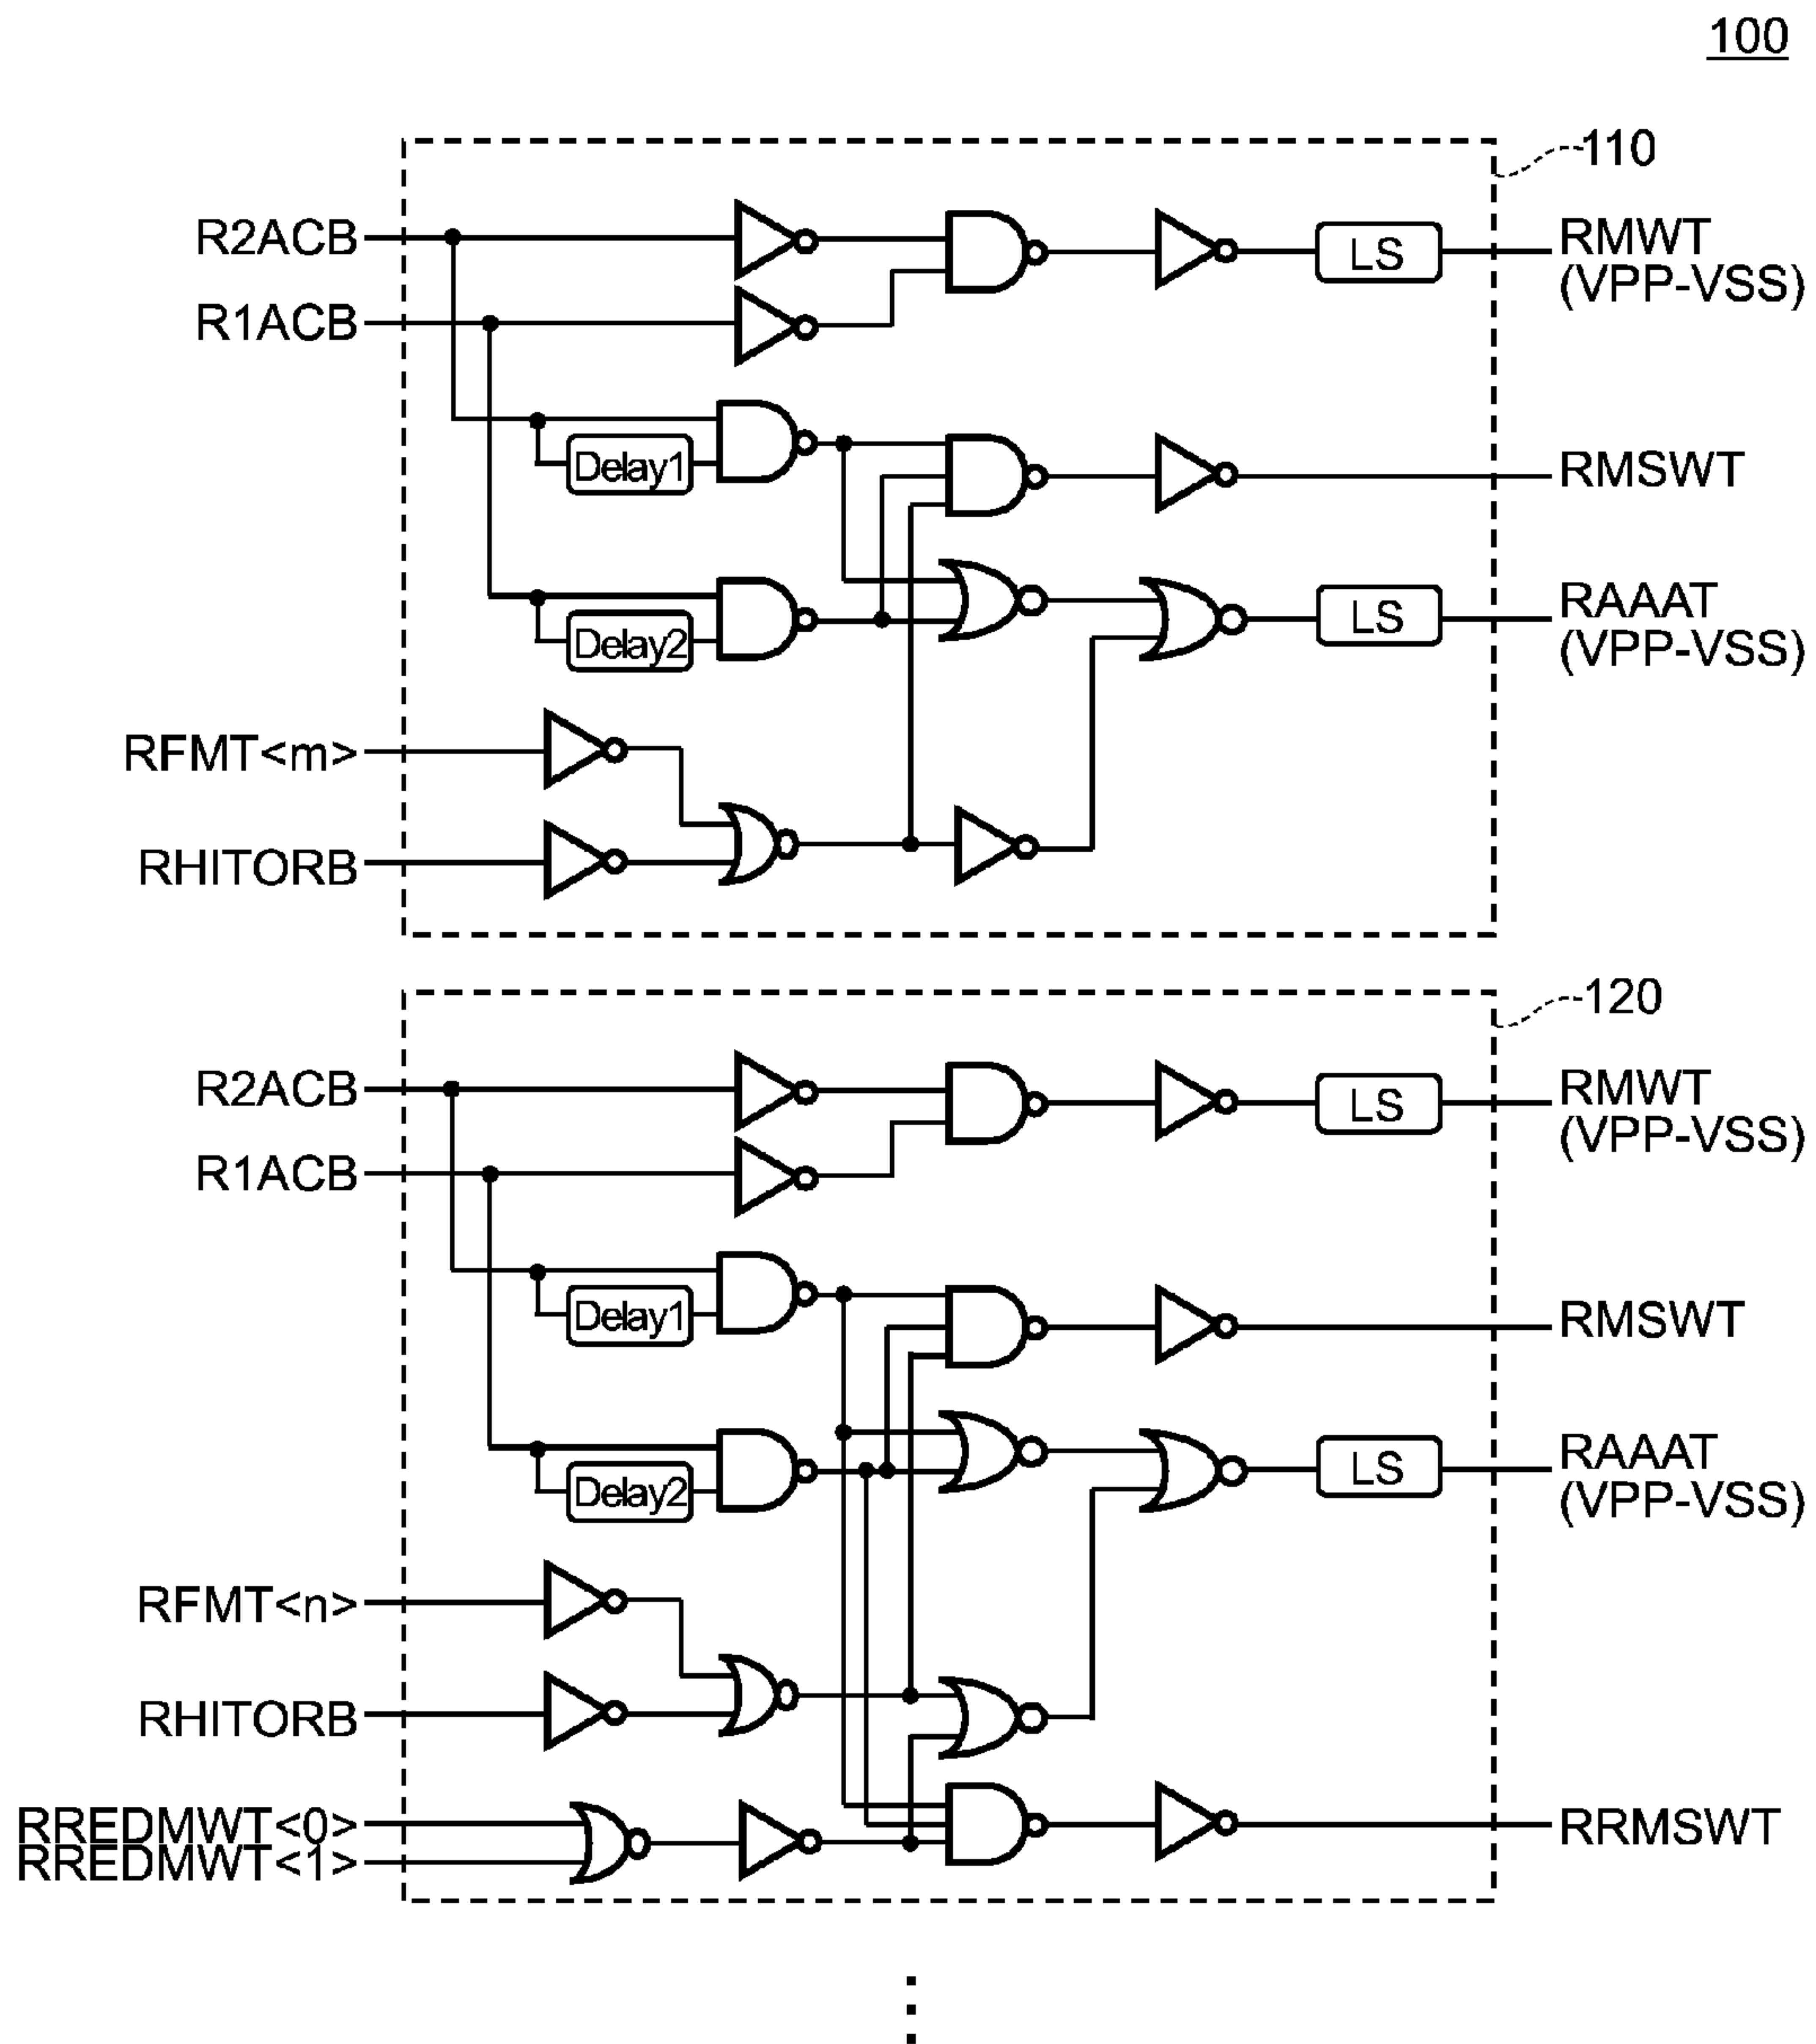 100
110
R2ACB
LS
RMWT
(VPP-VSS)
R1ACB
Delay1
RMSWT
Delay2
LS
RAAAT
(VPP-VSS)
RFMT<m>
RHITORB
120
R2ACB
LS
RMWT
(VPP-VSS)
R1ACB
Delay1
RMSWT
Delay2
LS
RAAAT
(VPP-VSS)
RFMT<n>
RHITORB
RREDMWT<0>
RREDMWT<1>
RRMSWT